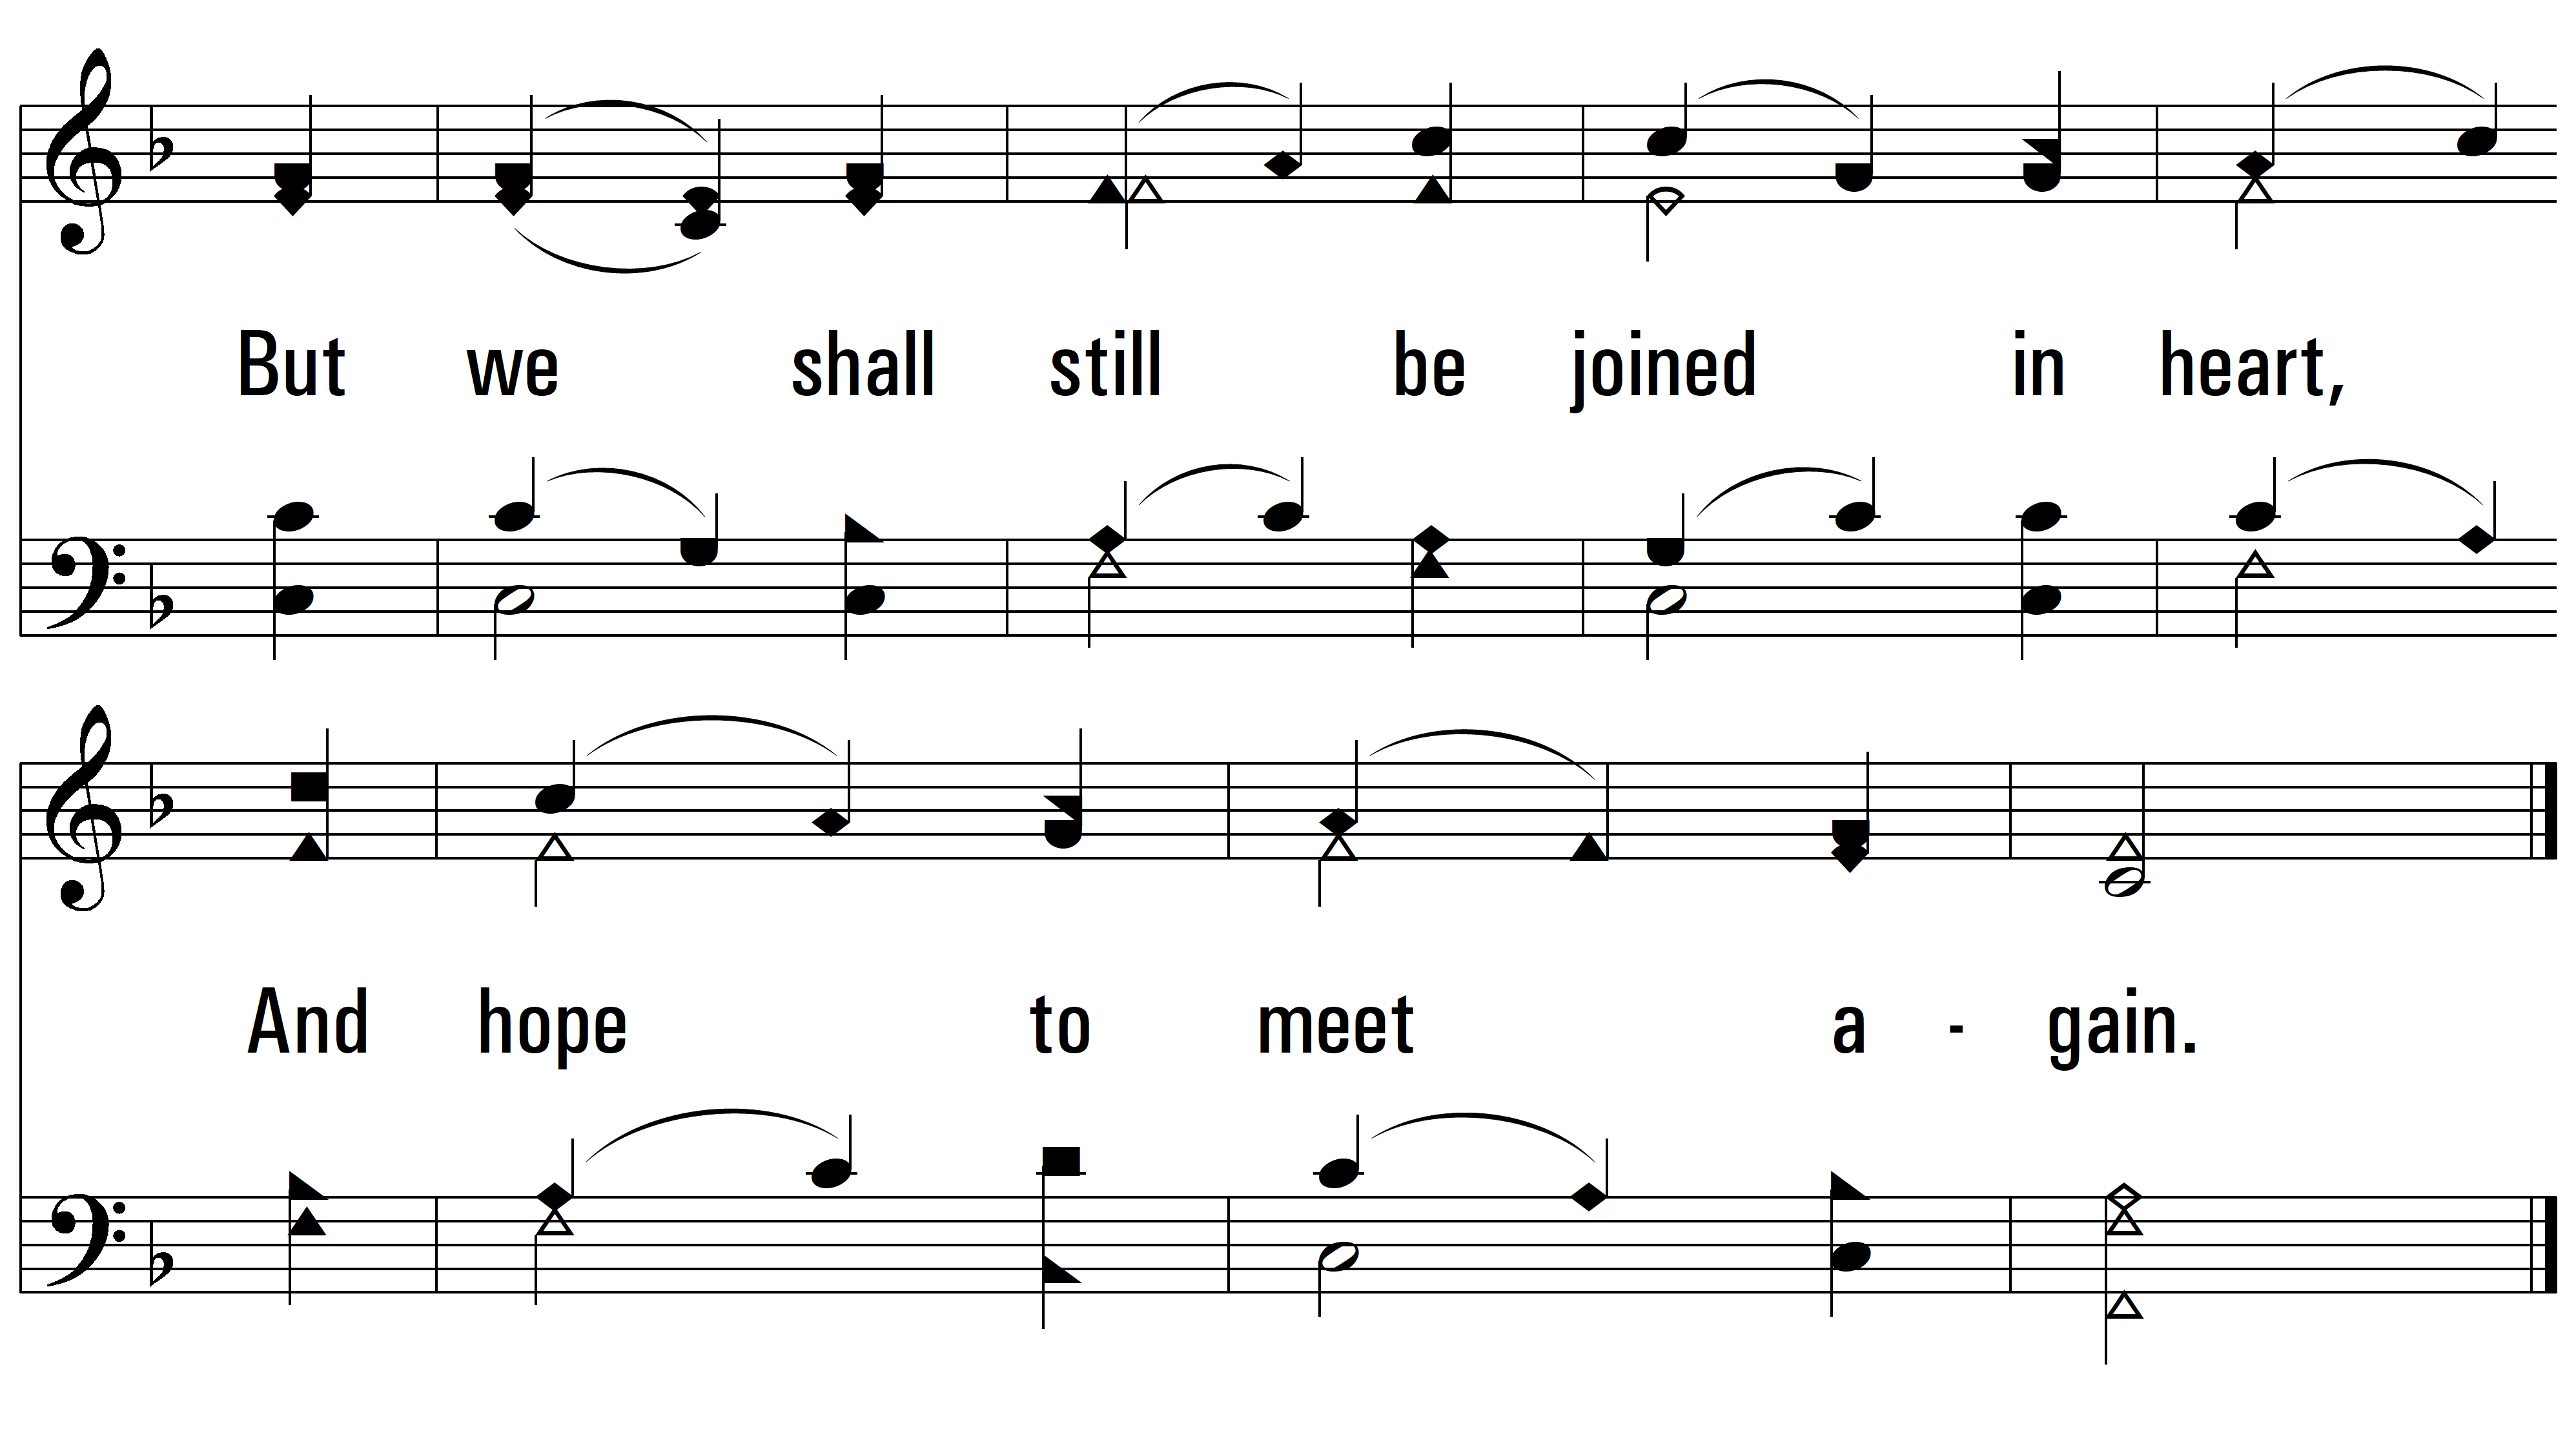 But we shall still be joined in heart,
And hope to meet a - gain.